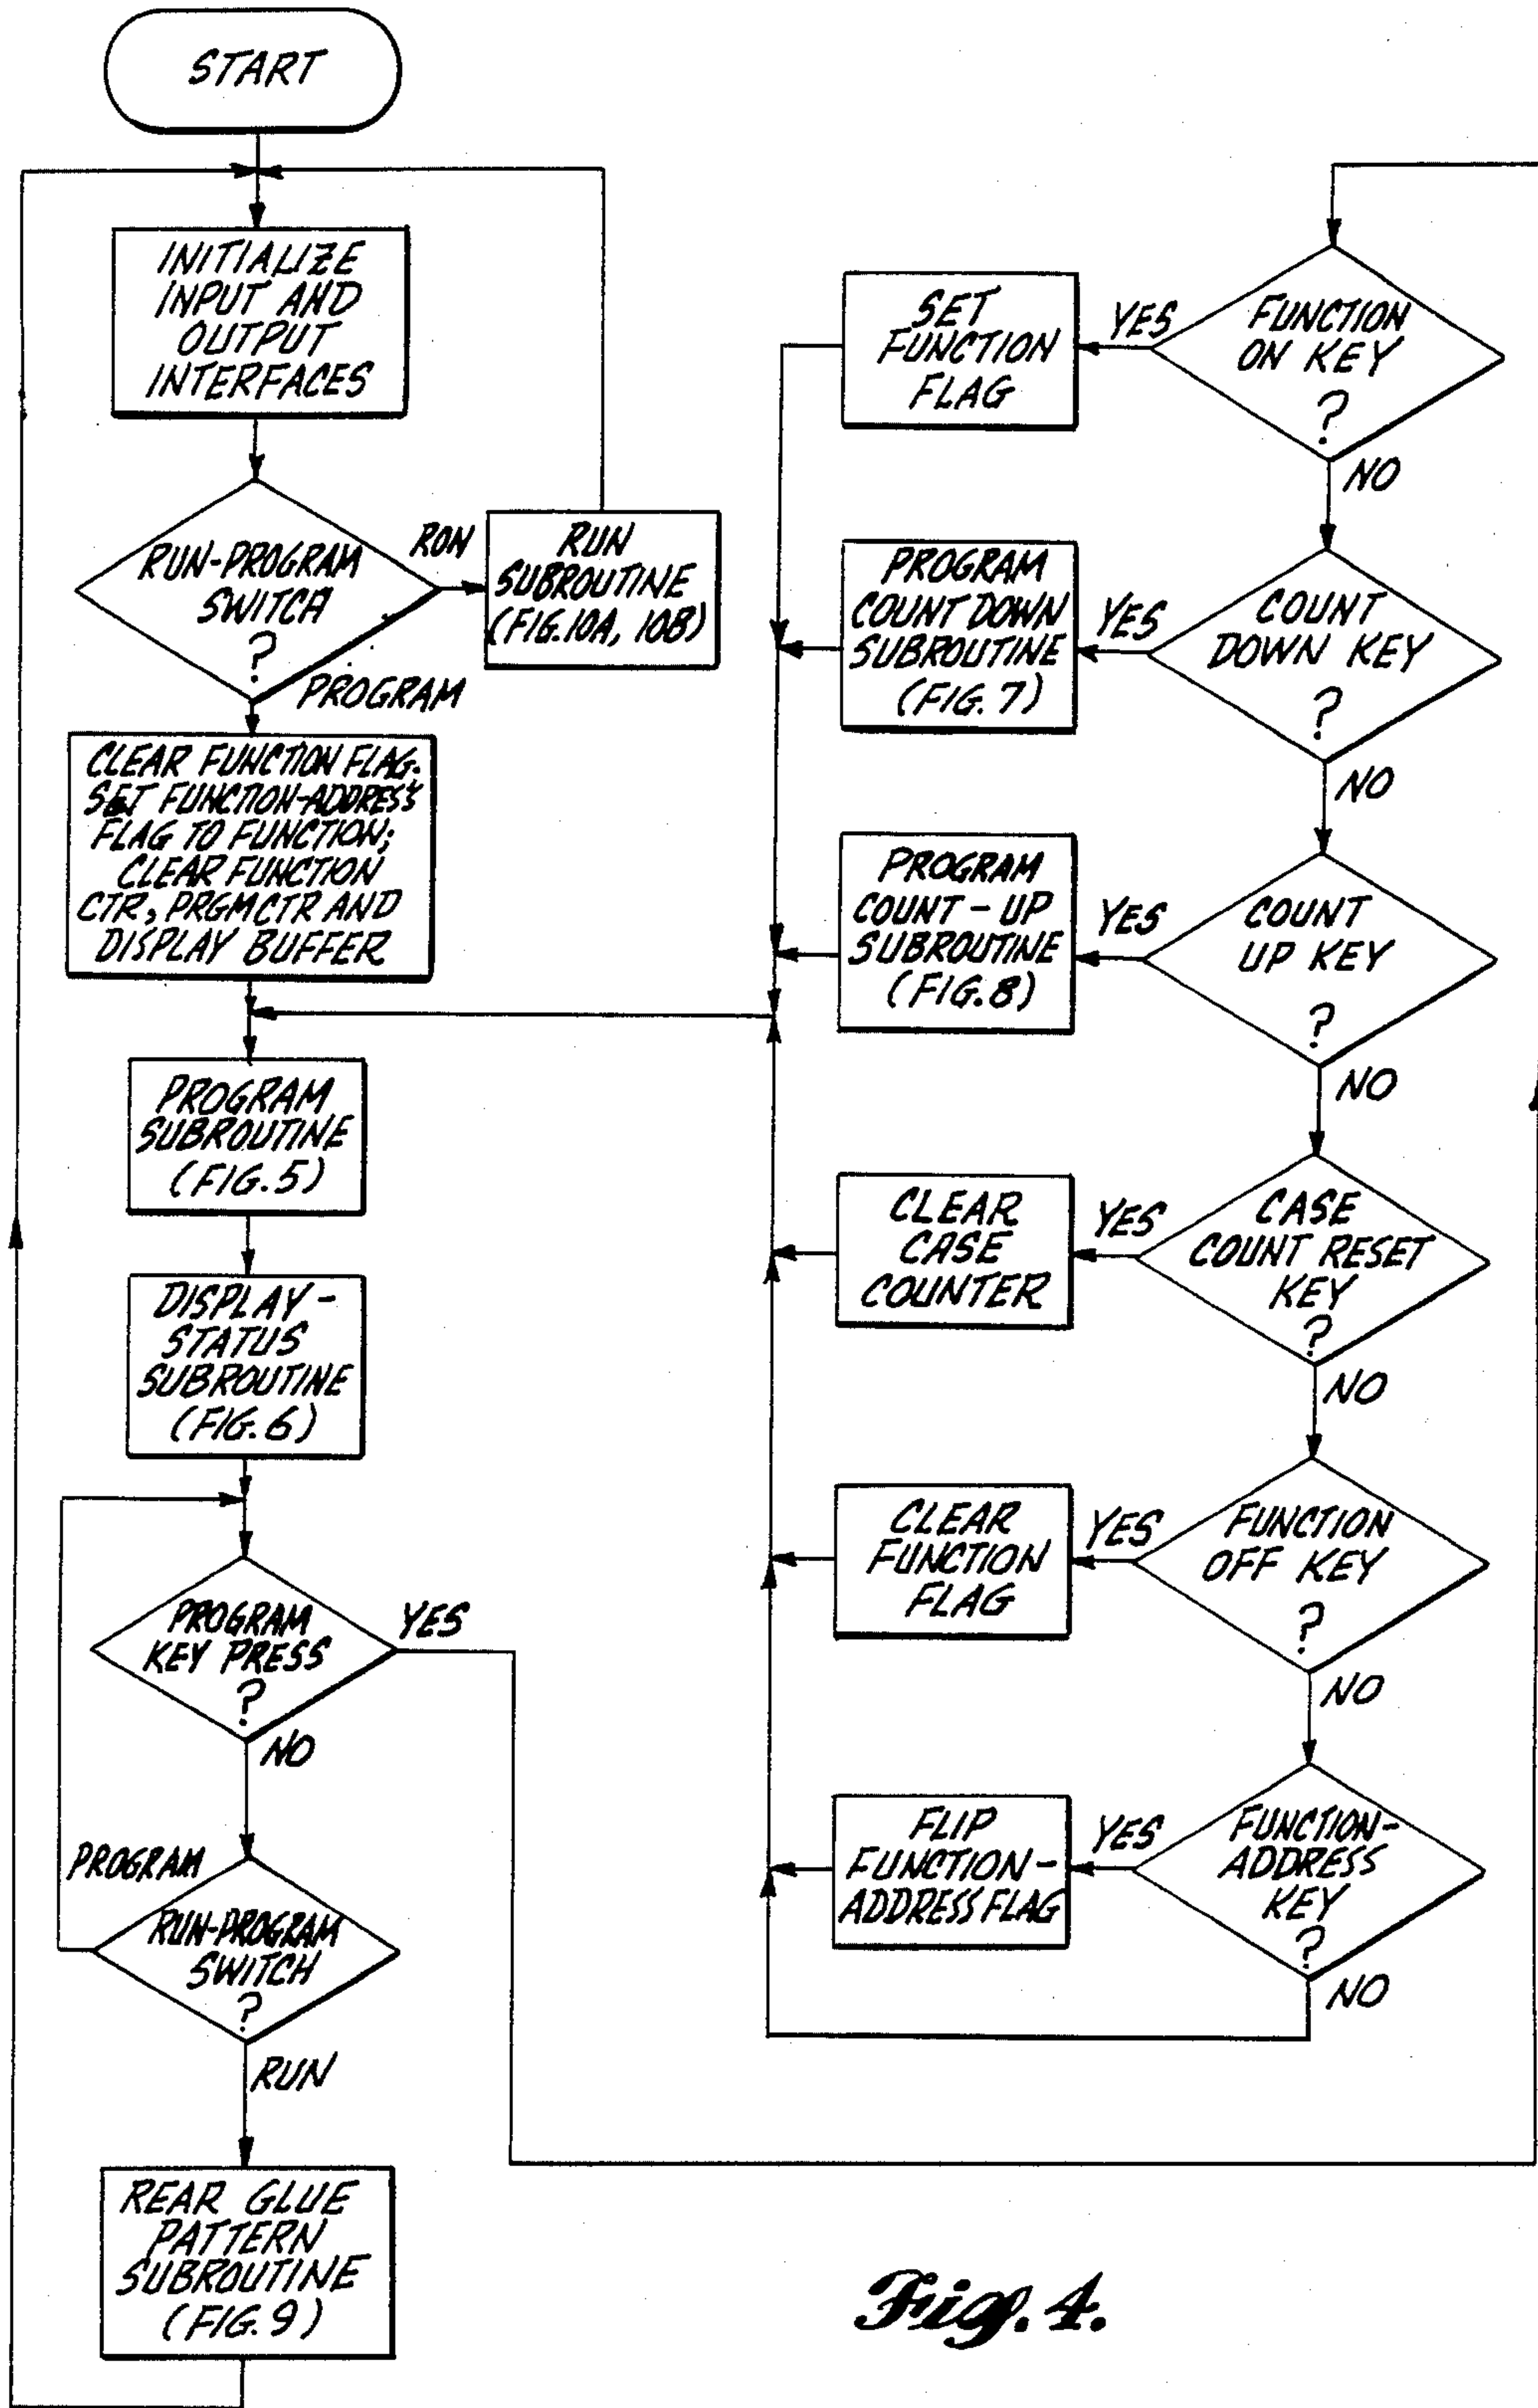 START
INITIALIZE
INPUT AND
OUTPUT
INTERFACES
RUN-PROGRAM
SWITCH
?
RUN
PROGRAM
RUN
SUBROUTINE
(FIG. 10A, 10B)
CLEAR FUNCTION FLAG.
SET FUNCTION-ADDRESS
FLAG TO FUNCTION;
CLEAR FUNCTION
CTR, PRGMCTR AND
DISPLAY BUFFER
PROGRAM
SUBROUTINE
(FIG. 5)
DISPLAY-
STATUS
SUBROUTINE
(FIG. 6)
PROGRAM
KEY PRESS
?
YES
NO
PROGRAM
RUN-PROGRAM
SWITCH
?
RUN
REAR GLUE
PATTERN
SUBROUTINE
(FIG. 9)
FUNCTION
ON KEY
?
YES
NO
SET
FUNCTION
FLAG
COUNT
DOWN KEY
?
YES
NO
PROGRAM
COUNT DOWN
SUBROUTINE
(FIG. 7)
COUNT
UP KEY
?
YES
NO
PROGRAM
COUNT-UP
SUBROUTINE
(FIG. 8)
CASE
COUNT RESET
KEY
?
YES
NO
CLEAR
CASE
COUNTER
FUNCTION
OFF KEY
?
YES
NO
CLEAR
FUNCTION
FLAG
FUNCTION-
ADDRESS
KEY
?
YES
NO
FLIP
FUNCTION-
ADDRESS FLAG
Fig. 4.